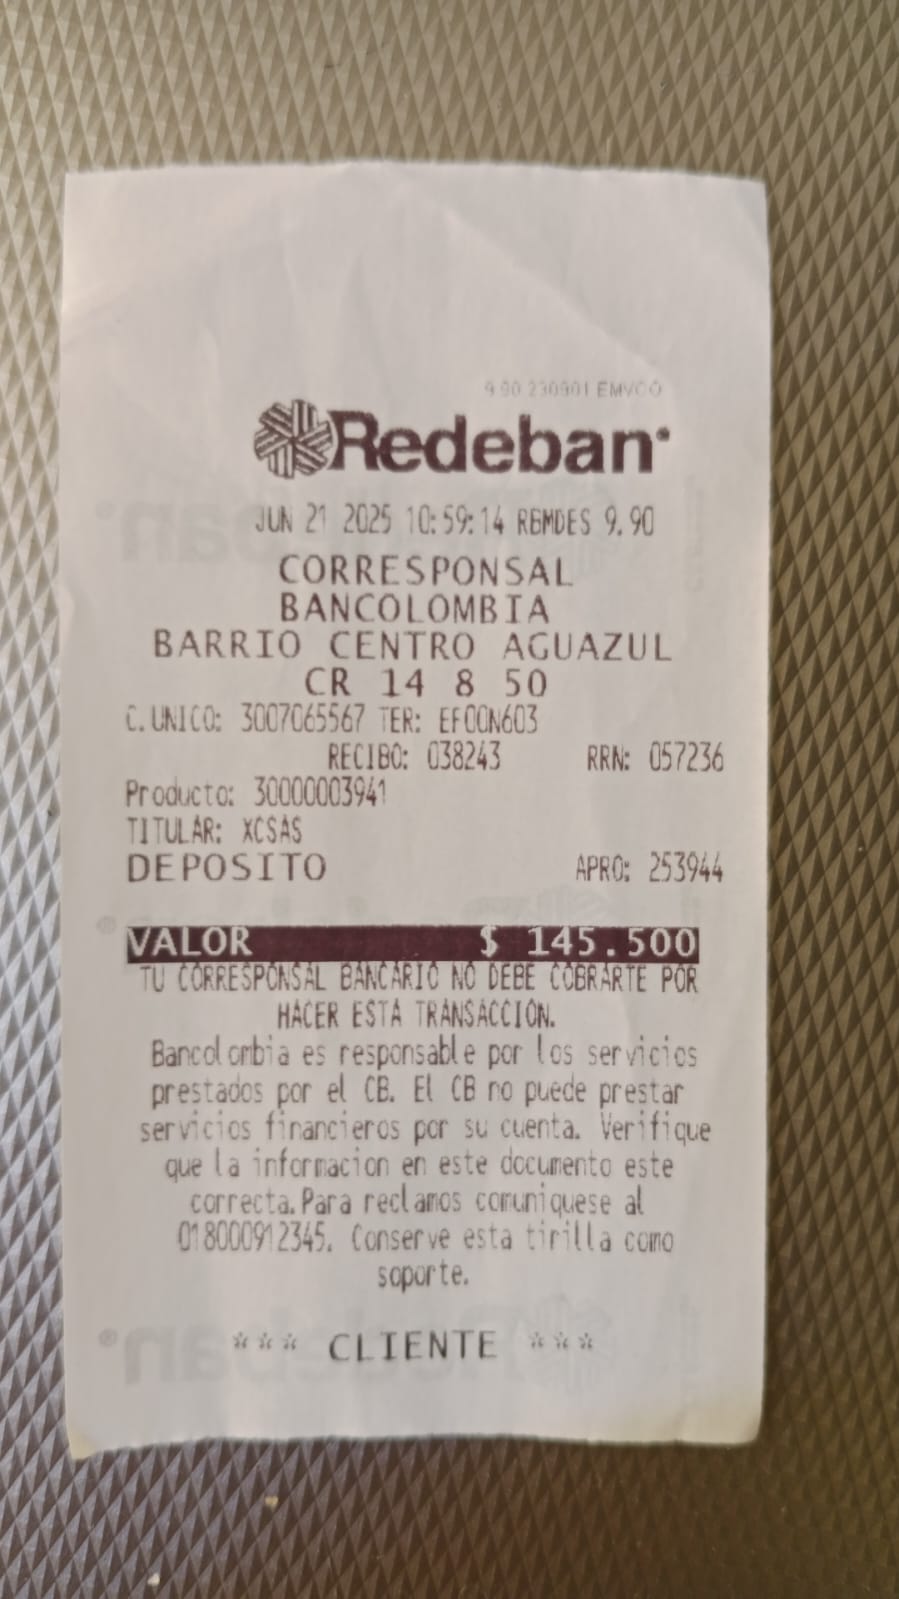 9.90 230901 EMVCO
Redeban
JUN 21 2025 10:59:14 RBMDES 9.90
CORRESPONSAL
BANCOLOMBIA
BARRIO CENTRO AGUAZUL
CR 14 8 50
C.UNICO: 3007065567 TER: EF00N603
RECIBO: 038243 RRN: 057236
Producto: 30000003941
TITULAR: XCSAS
DEPOSITO APRO: 253944
VALOR $ 145.500
TU CORRESPONSAL BANCARIO NO DEBE COBRARTE POR
HACER ESTA TRANSACCION.
Bancolombia es responsable por los servicios
prestados por el CB. El CB no puede prestar
servicios financieros por su cuenta. Verifique
que la informacion en este documento este
correcta.Para reclamos comuniquese al
018000912345. Conserve esta tirilla como
soporte.
*** CLIENTE ***